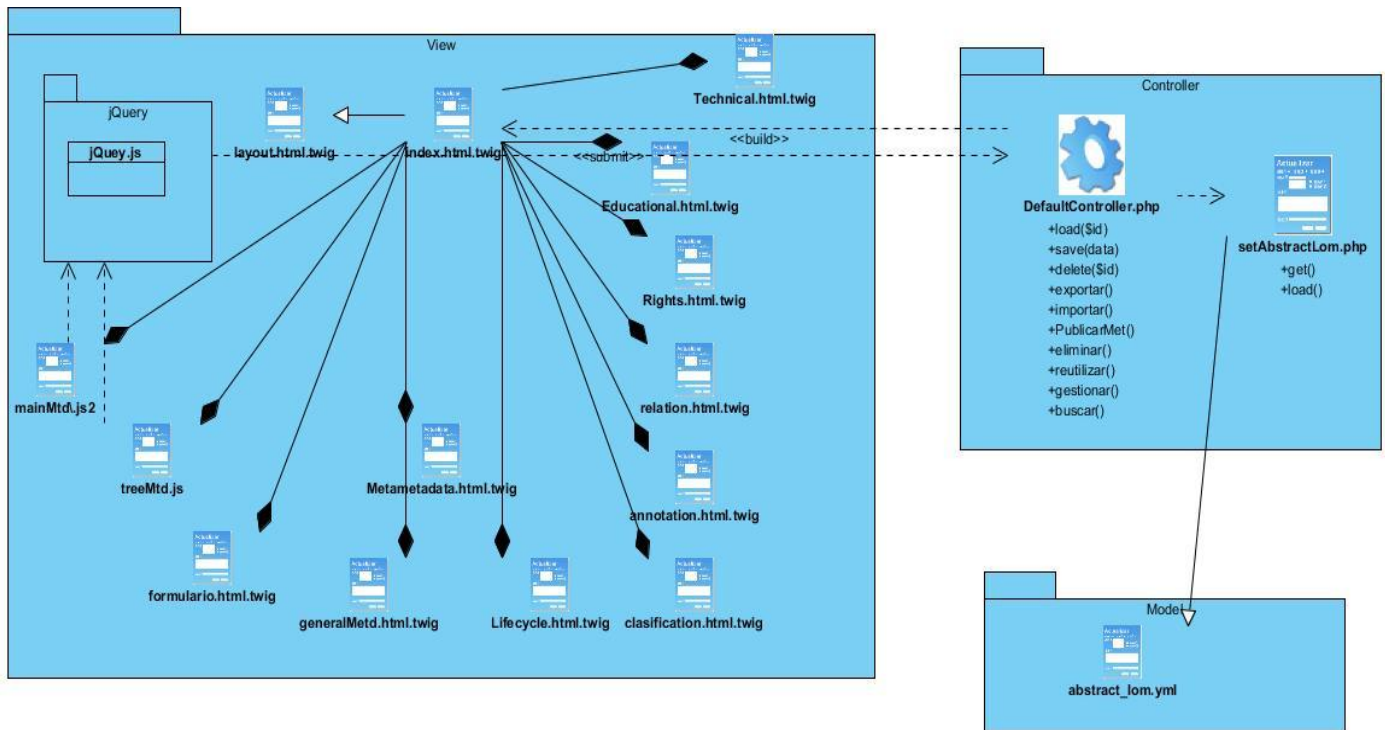 View
jQuery
jQuey.js
layout.html.twig
index.html.twig
Technical.html.twig
<<build>>
<<submit>>
Educational.html.twig
Rights.html.twig
mainMtd\.js2
relation.html.twig
treeMtd.js
Metametadata.html.twig
annotation.html.twig
formulario.html.twig
generalMetd.html.twig
Lifecycle.html.twig
clasification.html.twig
Controller
DefaultController.php
+load($id)
+save(data)
+delete($id)
+exportar()
+importar()
+PublicarMet()
+eliminar()
+reutilizar()
+gestionar()
+buscar()
Actualizar
setAbstractLom.php
+get()
+load()
Model
abstract_lom.yml